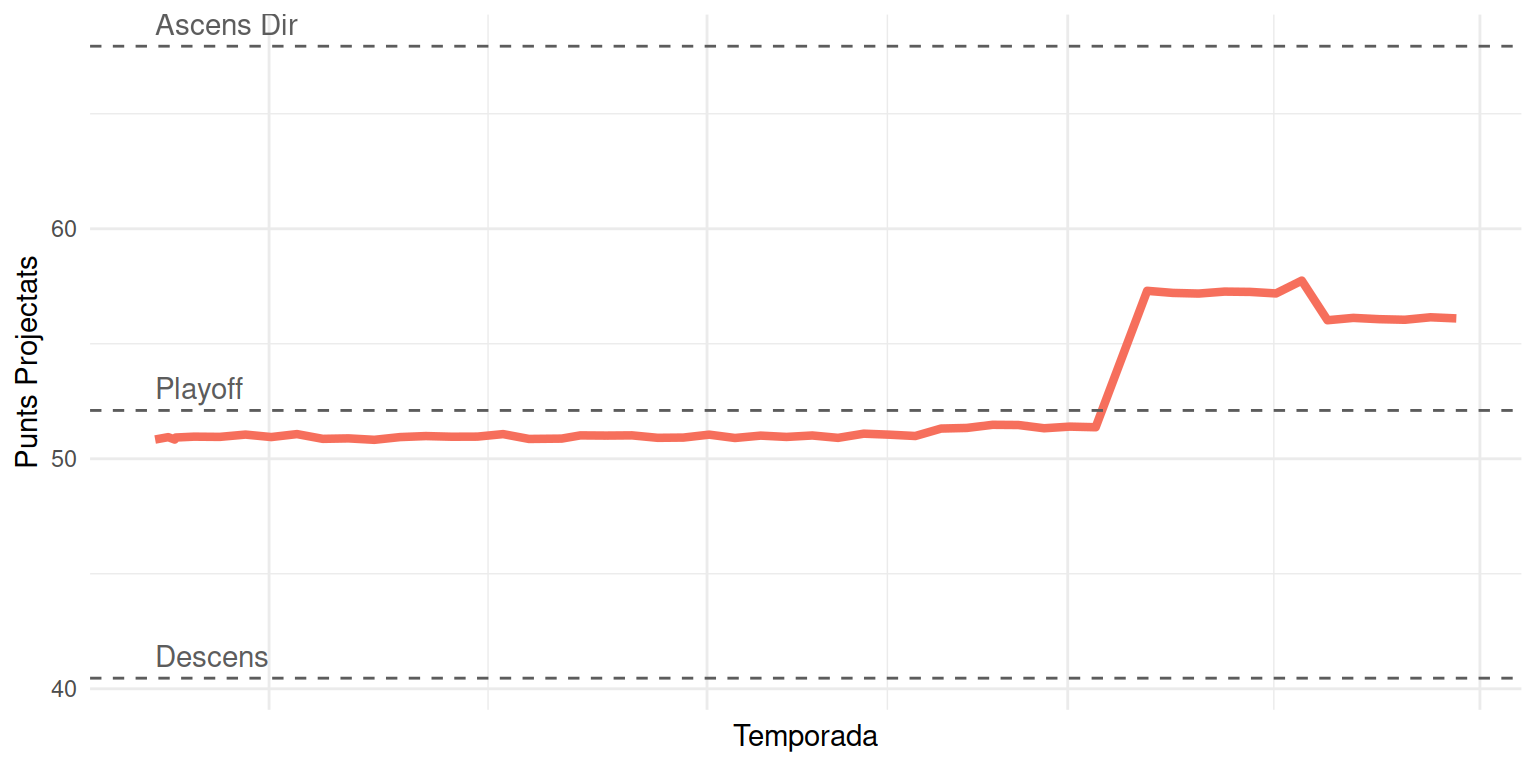 Ascens Dir
60
Playoff
50
Descens
40
Punts Projectats
Temporada